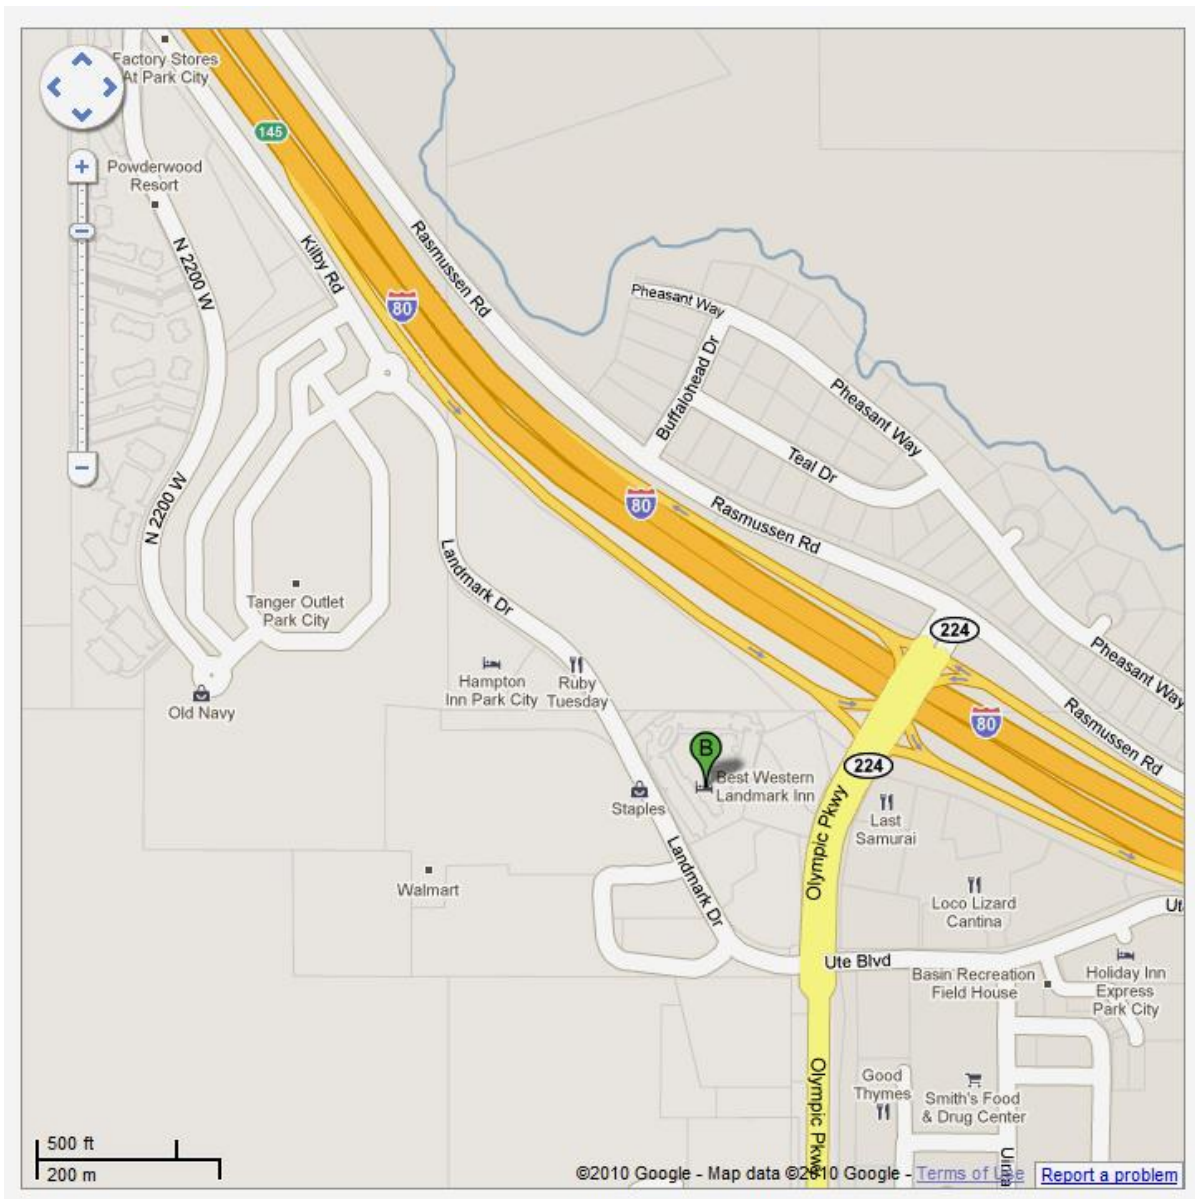 Factory Stores
At Park City
145
Powderwood
Resort
N 2200 W
Kilby Rd
Rasmussen Rd
80
Pheasant Way
Buffalohead Dr
Pheasant Way
Teal Dr
N 2200 W
80
Rasmussen Rd
Landmark Dr
Tanger Outlet
Park City
224
Pheasant Way
Hampton
Inn Park City
Ruby
Tuesday
Old Navy
80
Rasmussen Rd
B
224
Best Western
Landmark Inn
Staples
Olympic Pkwy
Last
Samurai
Landmark Dr
Walmart
Loco Lizard
Cantina
Ut
Ute Blvd
Basin Recreation
Field House
Holiday Inn
Express
Park City
Good
Thymes
Smith's Food
& Drug Center
Olympic Pkwy
500 ft
200 m
©2010 Google - Map data ©2010 Google - Terms of Use
Report a problem